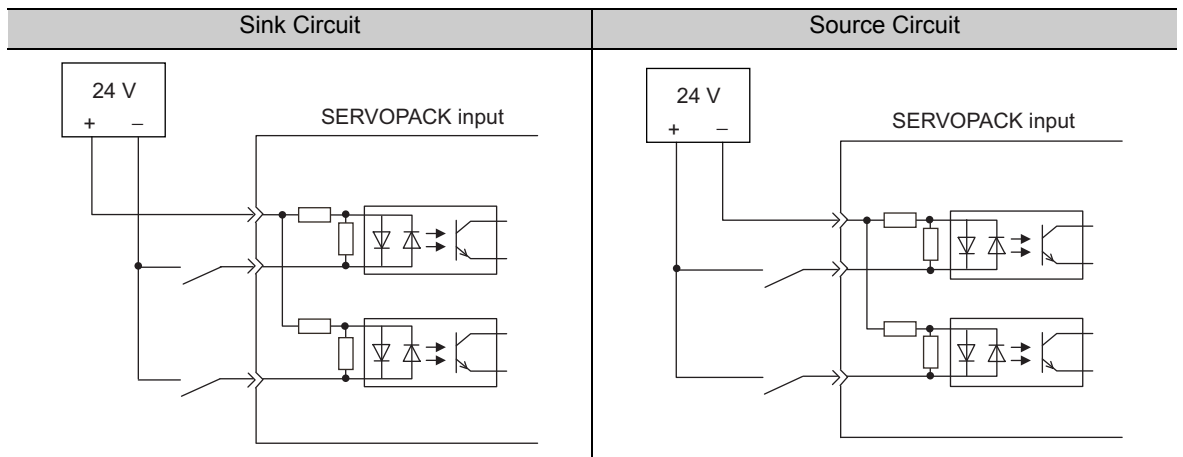 Sink Circuit
Source Circuit
24 V
+ −
SERVOPACK input
24 V
+ −
SERVOPACK input